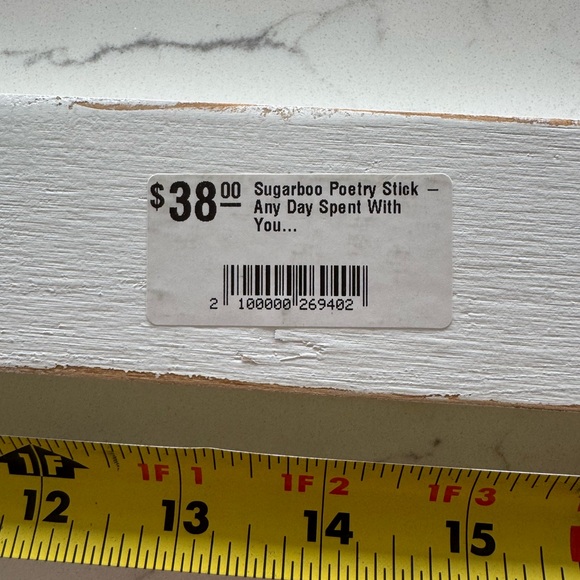 $38.00 Sugarboo Poetry Stick –
Any Day Spent With
You...
2 100000 269402
1F 1F 1 1F 2 1F 3
12 13 14 15